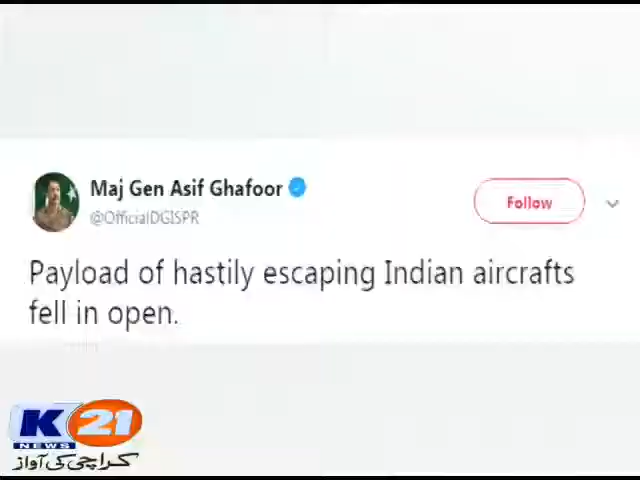 Maj Gen Asif Ghafoor
@OfficialDGISPR
Follow
Payload of hastily escaping Indian aircrafts
fell in open.
K 21
NEWS
کراچی کی آواز